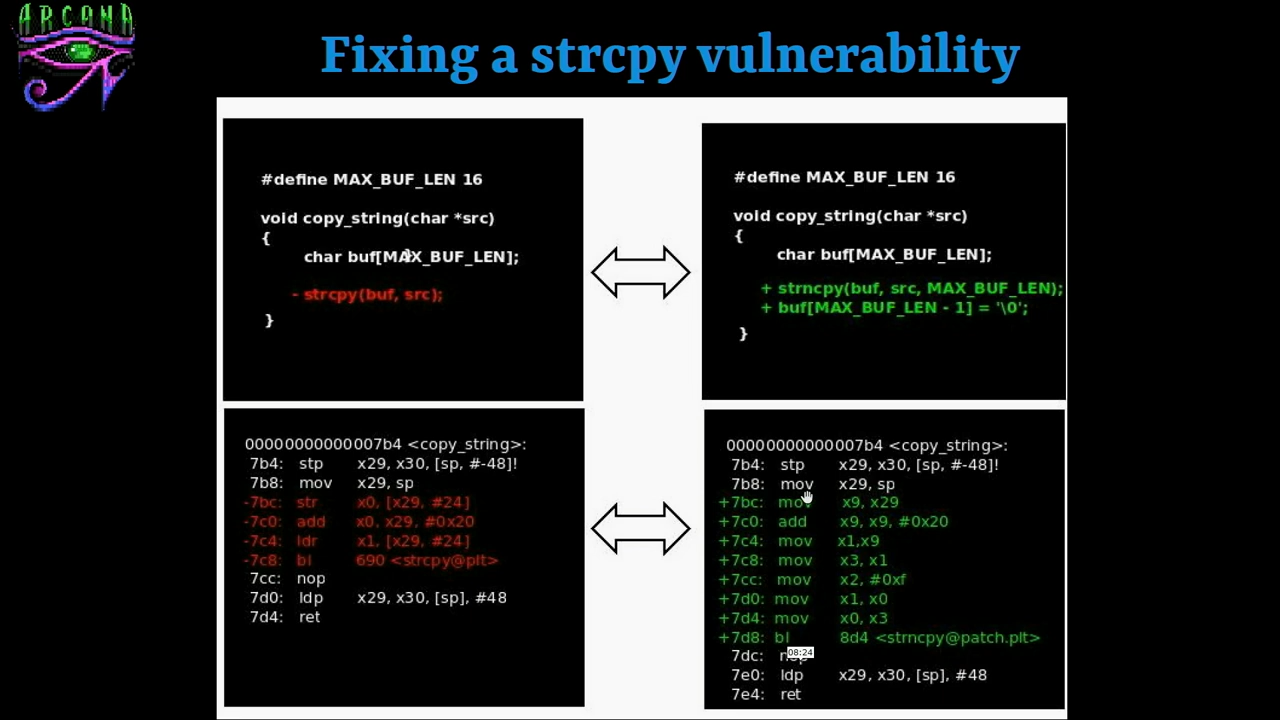 ARCANA
Fixing a strcpy vulnerability
#define MAX_BUF_LEN 16
void copy_string(char *src)
{
char buf[MAX_BUF_LEN];
- strcpy(buf, src);
}
#define MAX_BUF_LEN 16
void copy_string(char *src)
{
char buf[MAX_BUF_LEN];
+ strncpy(buf, src, MAX_BUF_LEN);
+ buf[MAX_BUF_LEN - 1] = '\0';
}
00000000000007b4 <copy_string>:
7b4: stp x29, x30, [sp, #-48]!
7b8: mov x29, sp
-7bc: str x0, [x29, #24]
-7c0: add x0, x29, #0x20
-7c4: ldr x1, [x29, #24]
-7c8: bl 690 <strcpy@plt>
7cc: nop
7d0: ldp x29, x30, [sp], #48
7d4: ret
00000000000007b4 <copy_string>:
7b4: stp x29, x30, [sp, #-48]!
7b8: mov x29, sp
+7bc: mov x9, x29
+7c0: add x9, x9, #0x20
+7c4: mov x1,x9
+7c8: mov x3, x1
+7cc: mov x2, #0xf
+7d0: mov x1, x0
+7d4: mov x0, x3
+7d8: bl 8d4 <strncpy@patch.plt>
7dc: nop
08:24
7e0: ldp x29, x30, [sp], #48
7e4: ret